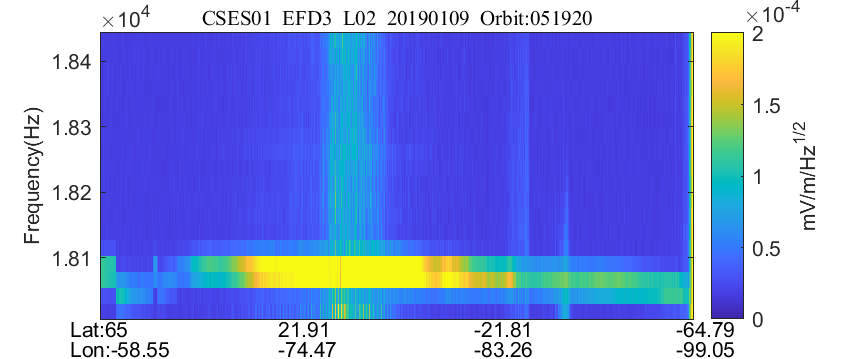 ×10⁴ CSES01 EFD3 L02 20190109 Orbit:051920 ×10⁻⁴
Frequency(Hz)
1.84
1.83
1.82
1.81
2
1.5
1
0.5
0
mV/m/Hz^1/2
Lat:65 21.91 -21.81 -64.79
Lon:-58.55 -74.47 -83.26 -99.05